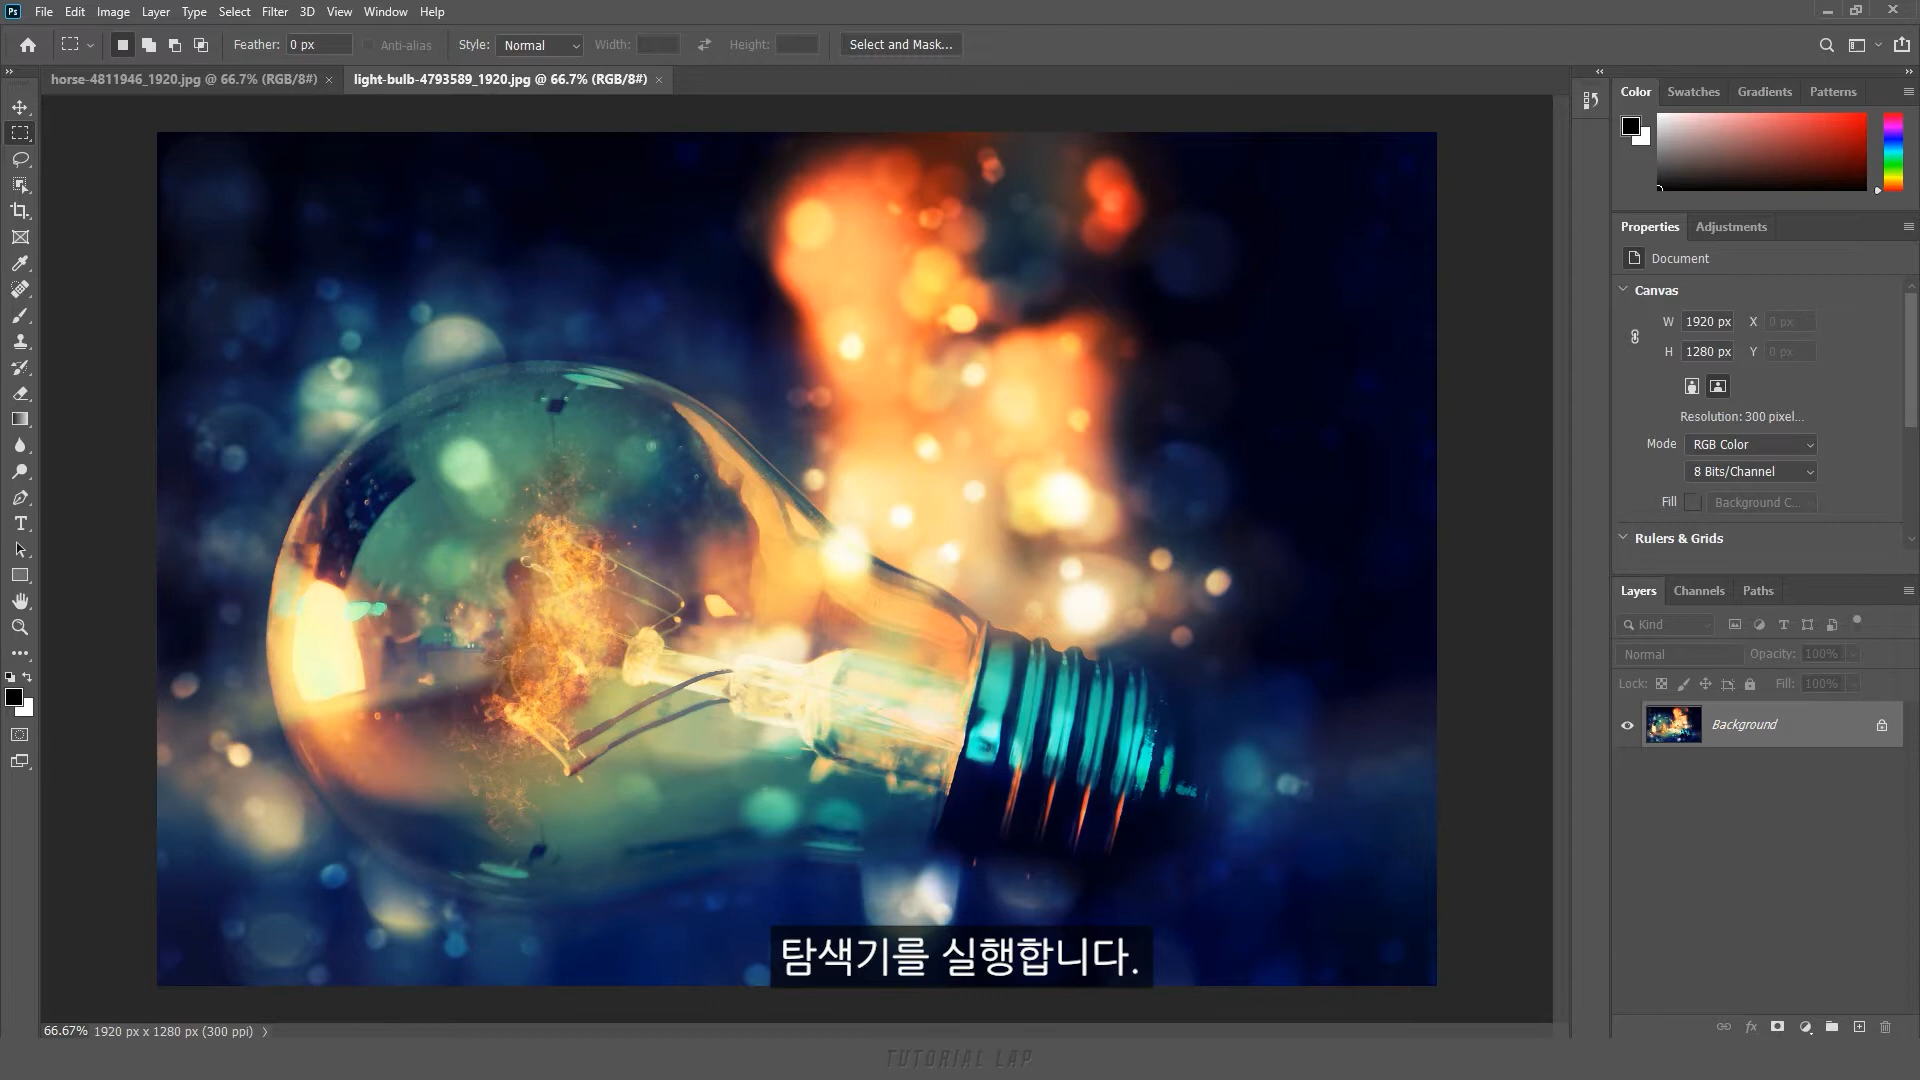 Ps File Edit Image Layer Type Select Filter 3D View Window Help
Feather: 0 px Anti-alias Style: Normal Width: Height: Select and Mask...
horse-4811946_1920.jpg @ 66.7% (RGB/8#) × light-bulb-4793589_1920.jpg @ 66.7% (RGB/8#) ×
Color Swatches Gradients Patterns
Properties Adjustments
Document
Canvas
W 1920 px X 0 px
H 1280 px Y 0 px
Resolution: 300 pixel...
Mode RGB Color
8 Bits/Channel
Fill Background C...
Rulers & Grids
Layers Channels Paths
Kind
Normal Opacity: 100%
Lock: Fill: 100%
Background
탐색기를 실행합니다.
66.67% 1920 px x 1280 px (300 ppi)
TUTORIAL LAP